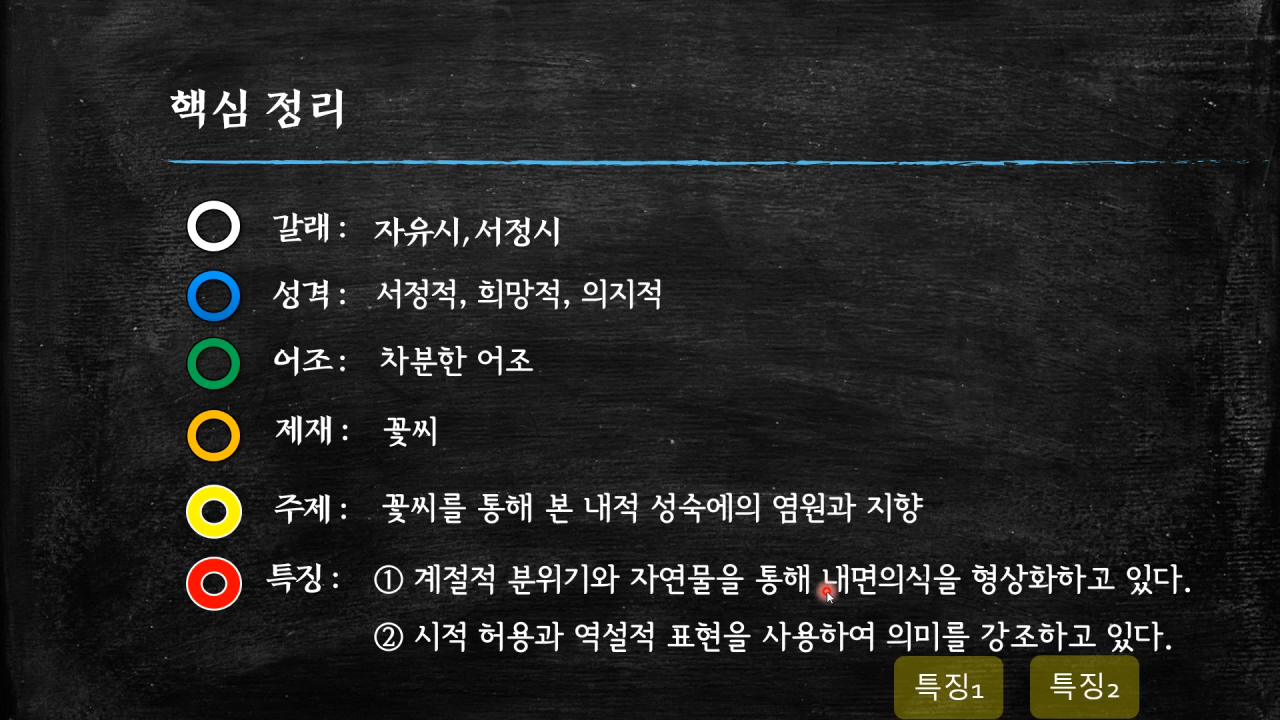 핵심 정리
갈래 : 자유시, 서정시
성격 : 서정적, 희망적, 의지적
어조 : 차분한 어조
제재 : 꽃씨
주제 : 꽃씨를 통해 본 내적 성숙에의 염원과 지향
특징 : ① 계절적 분위기와 자연물을 통해 내면의식을 형상화하고 있다.
② 시적 허용과 역설적 표현을 사용하여 의미를 강조하고 있다.
특징1 특징2